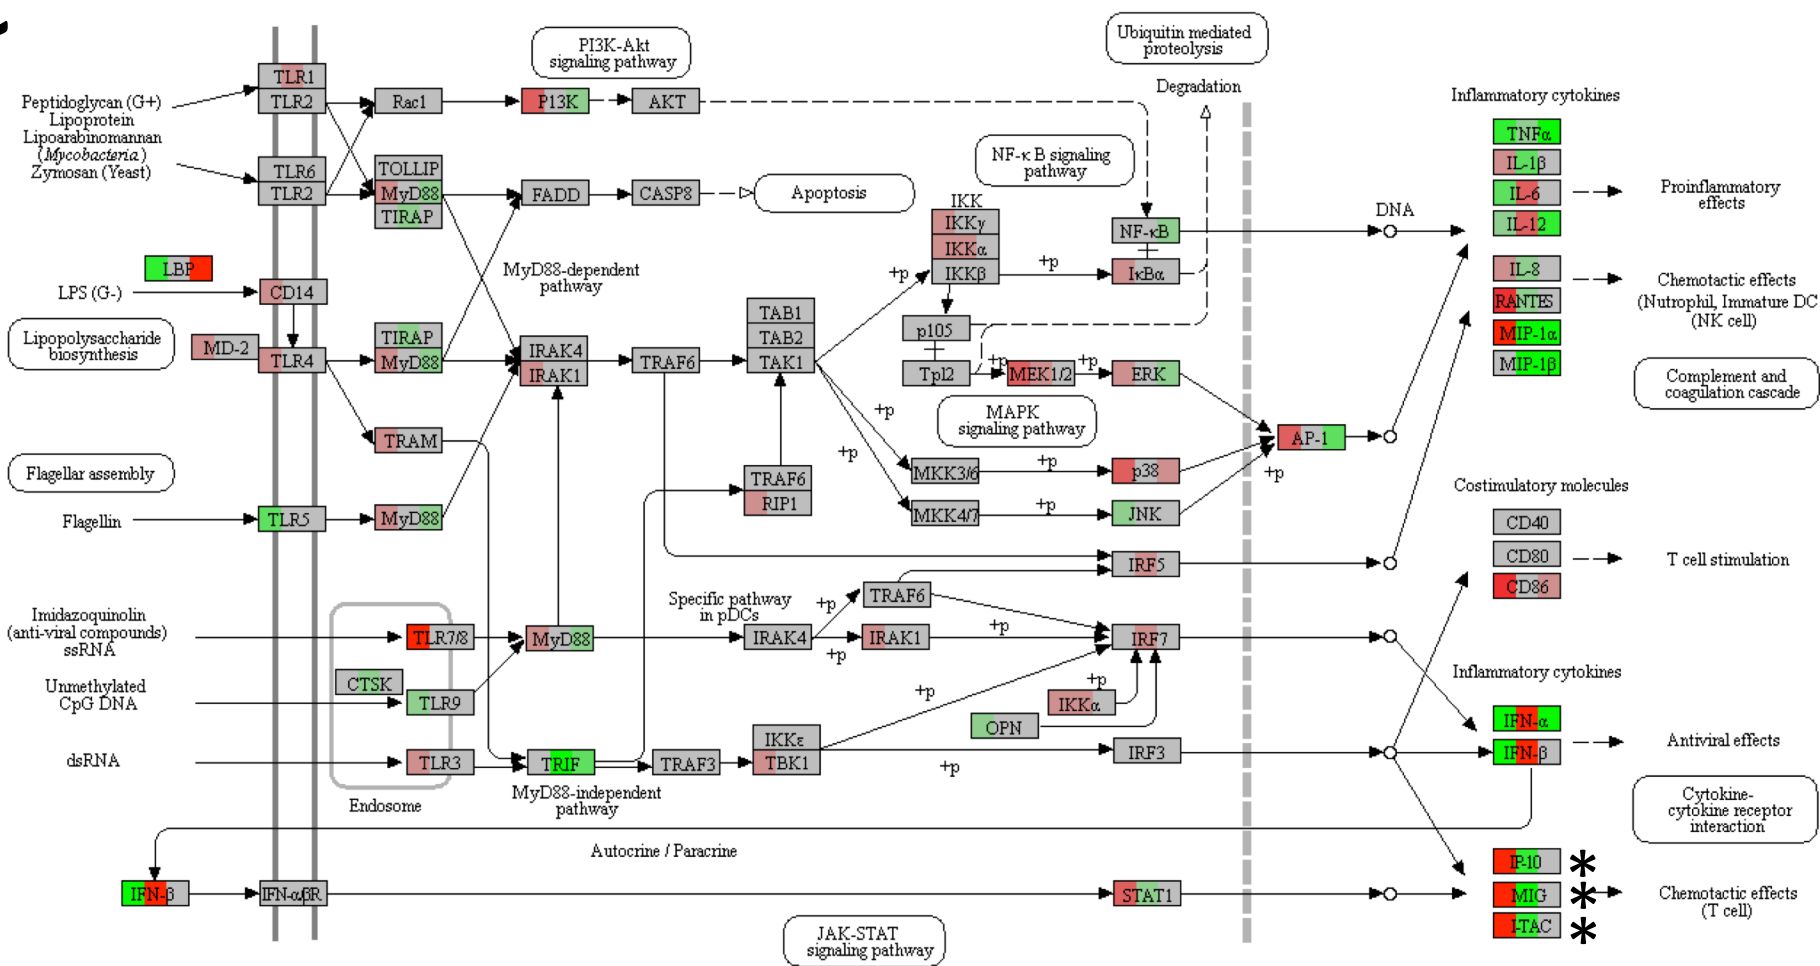 PI3K-Akt
signaling pathway
Ubiquitin mediated
proteolysis
Degradation
Peptidoglycan (G+)
Lipoprotein
Lipoarabinomannan
(Mycobacteria)
Zymosan (Yeast)
TLR1
TLR2
Rac1
P13K
AKT
TLR6
TLR2
TOLLIP
MyD88
TIRAP
FADD
CASP8
Apoptosis
NF-κ B signaling
pathway
IKK
IKKγ
IKKα
IKKβ
NF-κB
IκBα
+p
+p
DNA
Inflammatory cytokines
TNFα
IL-1β
IL-6
IL-12
Proinflammatory
effects
IL-8
RANTES
MIP-1α
MIP-1β
Chemotactic effects
(Nutrophil, Immature DC
(NK cell)
Complement and
coagulation cascade
LBP
LPS (G-)
CD14
Lipopolysaccharide
biosynthesis
MD-2
TLR4
MyD88-dependent
pathway
TIRAP
MyD88
IRAK4
IRAK1
TRAF6
TAB1
TAB2
TAK1
p105
Tpl2
+p
MEK1/2
+p
ERK
MAPK
signaling pathway
+p
+p
MKK3/6
+p
p38
MKK4/7
+p
JNK
AP-1
+p
TRAM
Flagellar assembly
Flagellin
TLR5
MyD88
TRAF6
RIP1
IRF5
Costimulatory molecules
CD40
CD80
CD86
T cell stimulation
Imidazoquinolin
(anti-viral compounds)
ssRNA
TLR7/8
MyD88
Specific pathway
in pDCs
IRAK4
+p
+p
TRAF6
IRAK1
+p
IRF7
Unmethylated
CpG DNA
CTSK
TLR9
+p
IKKα
+p
OPN
Inflammatory cytokines
IFN-α
IFN-β
Antiviral effects
dsRNA
TLR3
TRIF
TRAF3
IKKε
TBK1
+p
IRF3
Endosome
MyD88-independent
pathway
Cytokine-
cytokine receptor
interaction
Autocrine / Paracrine
IFN-β
IFN-αβR
STAT1
JAK-STAT
signaling pathway
IP-10 *
MIG *
I-TAC *
Chemotactic effects
(T cell)